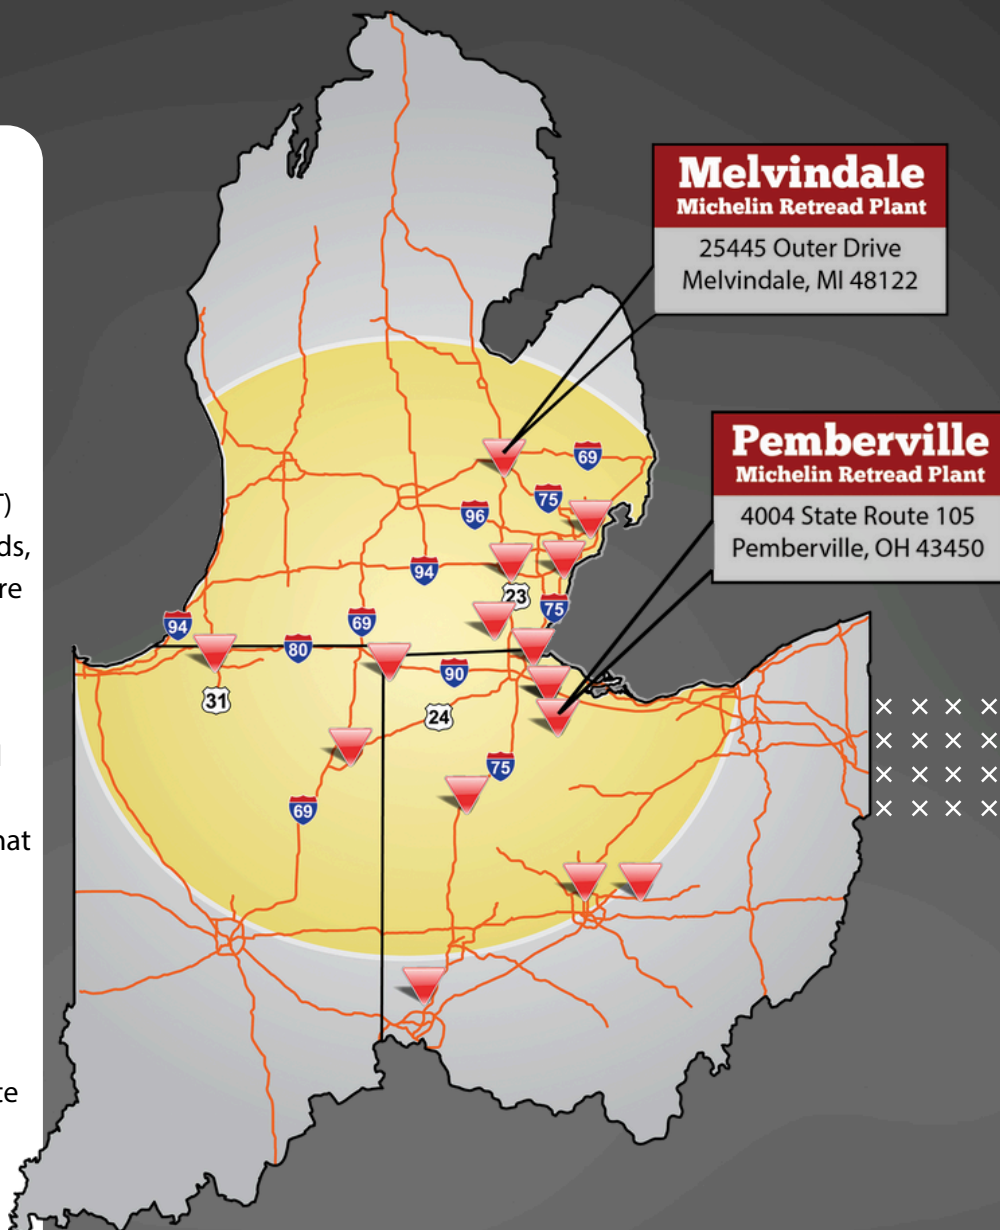 Melvindale
Michelin Retread Plant
25445 Outer Drive
Melvindale, MI 48122
Pemberville
Michelin Retread Plant
4004 State Route 105
Pemberville, OH 43450
69
75
96
94
23
75
69
94
80
90
31
24
75
69
T)
ds,
re
hat
te